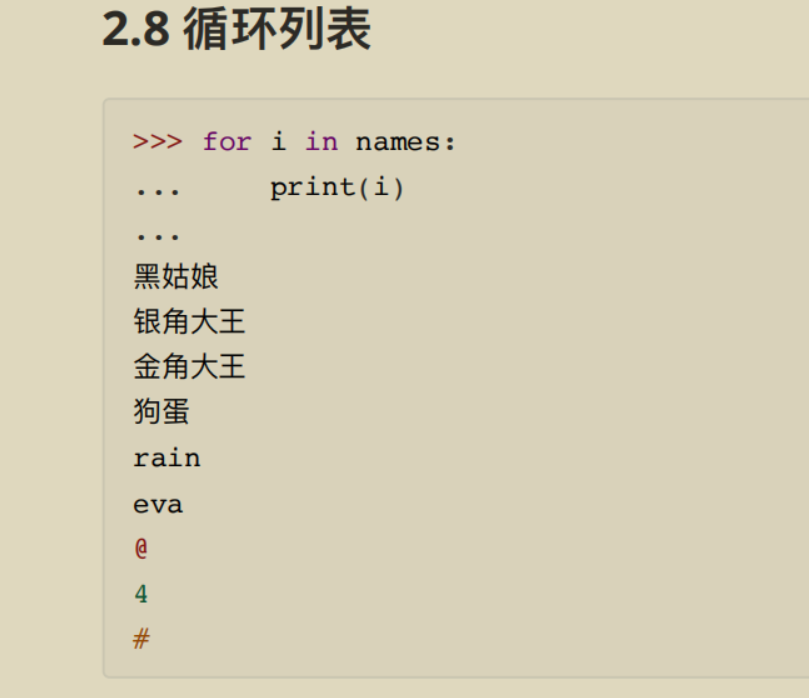 2.8 循环列表
>>> for i in names:
...     print(i)
...
黑姑娘
银角大王
金角大王
狗蛋
rain
eva
@
4
#